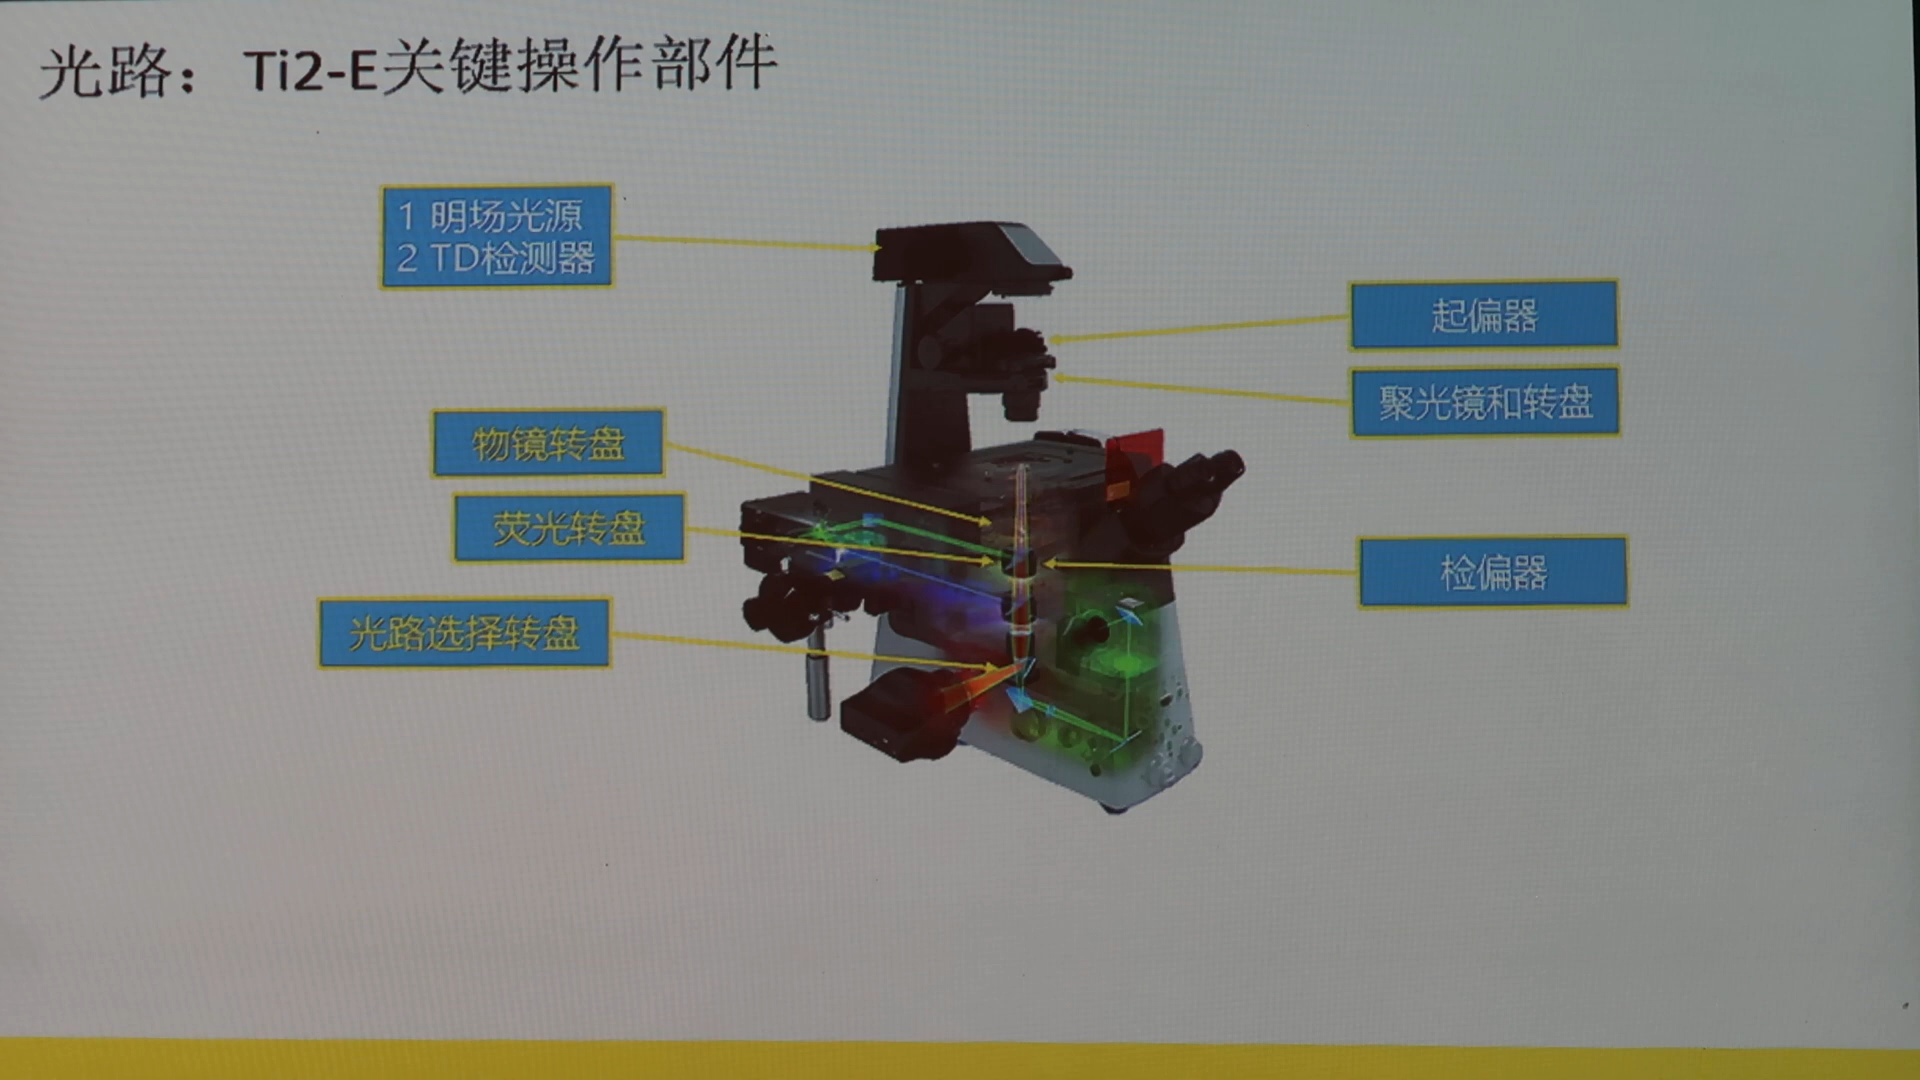 光路：Ti2-E关键操作部件
1 明场光源
2 TD检测器
起偏器
聚光镜和转盘
物镜转盘
荧光转盘
检偏器
光路选择转盘